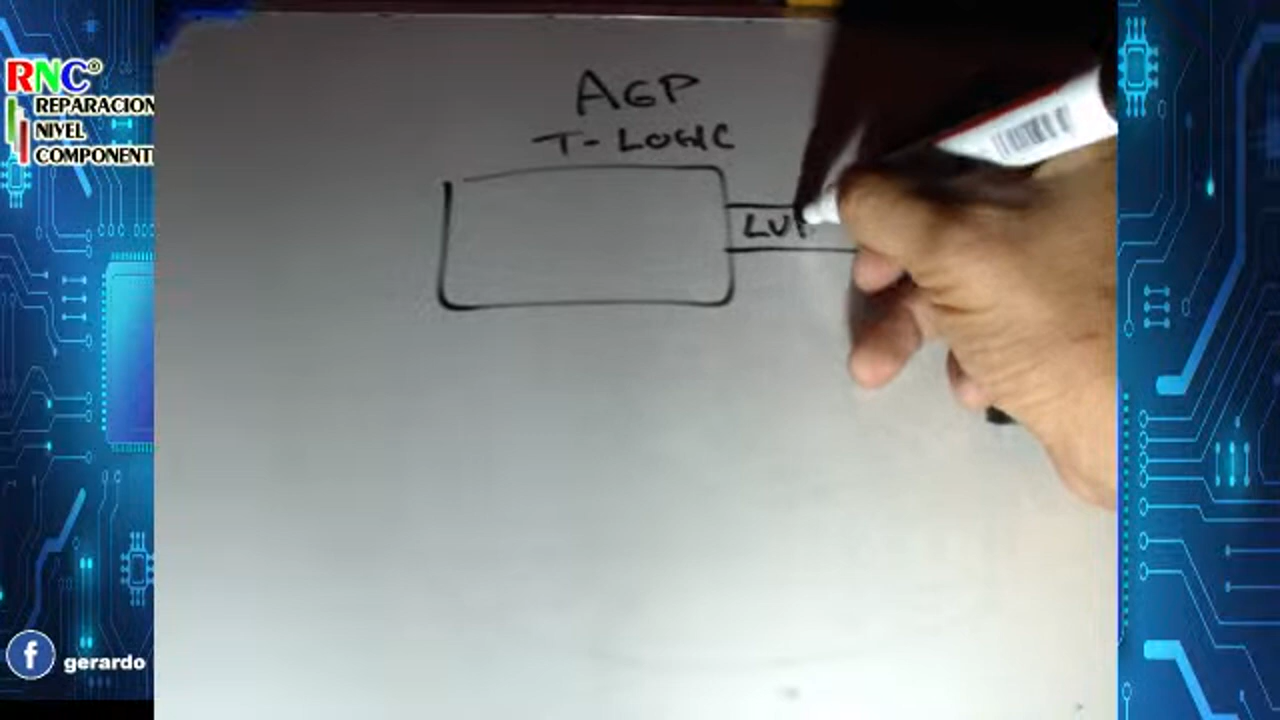 RNC®
REPARACION
NIVEL
COMPONENT
AGP
T-LOGIC
gerardo